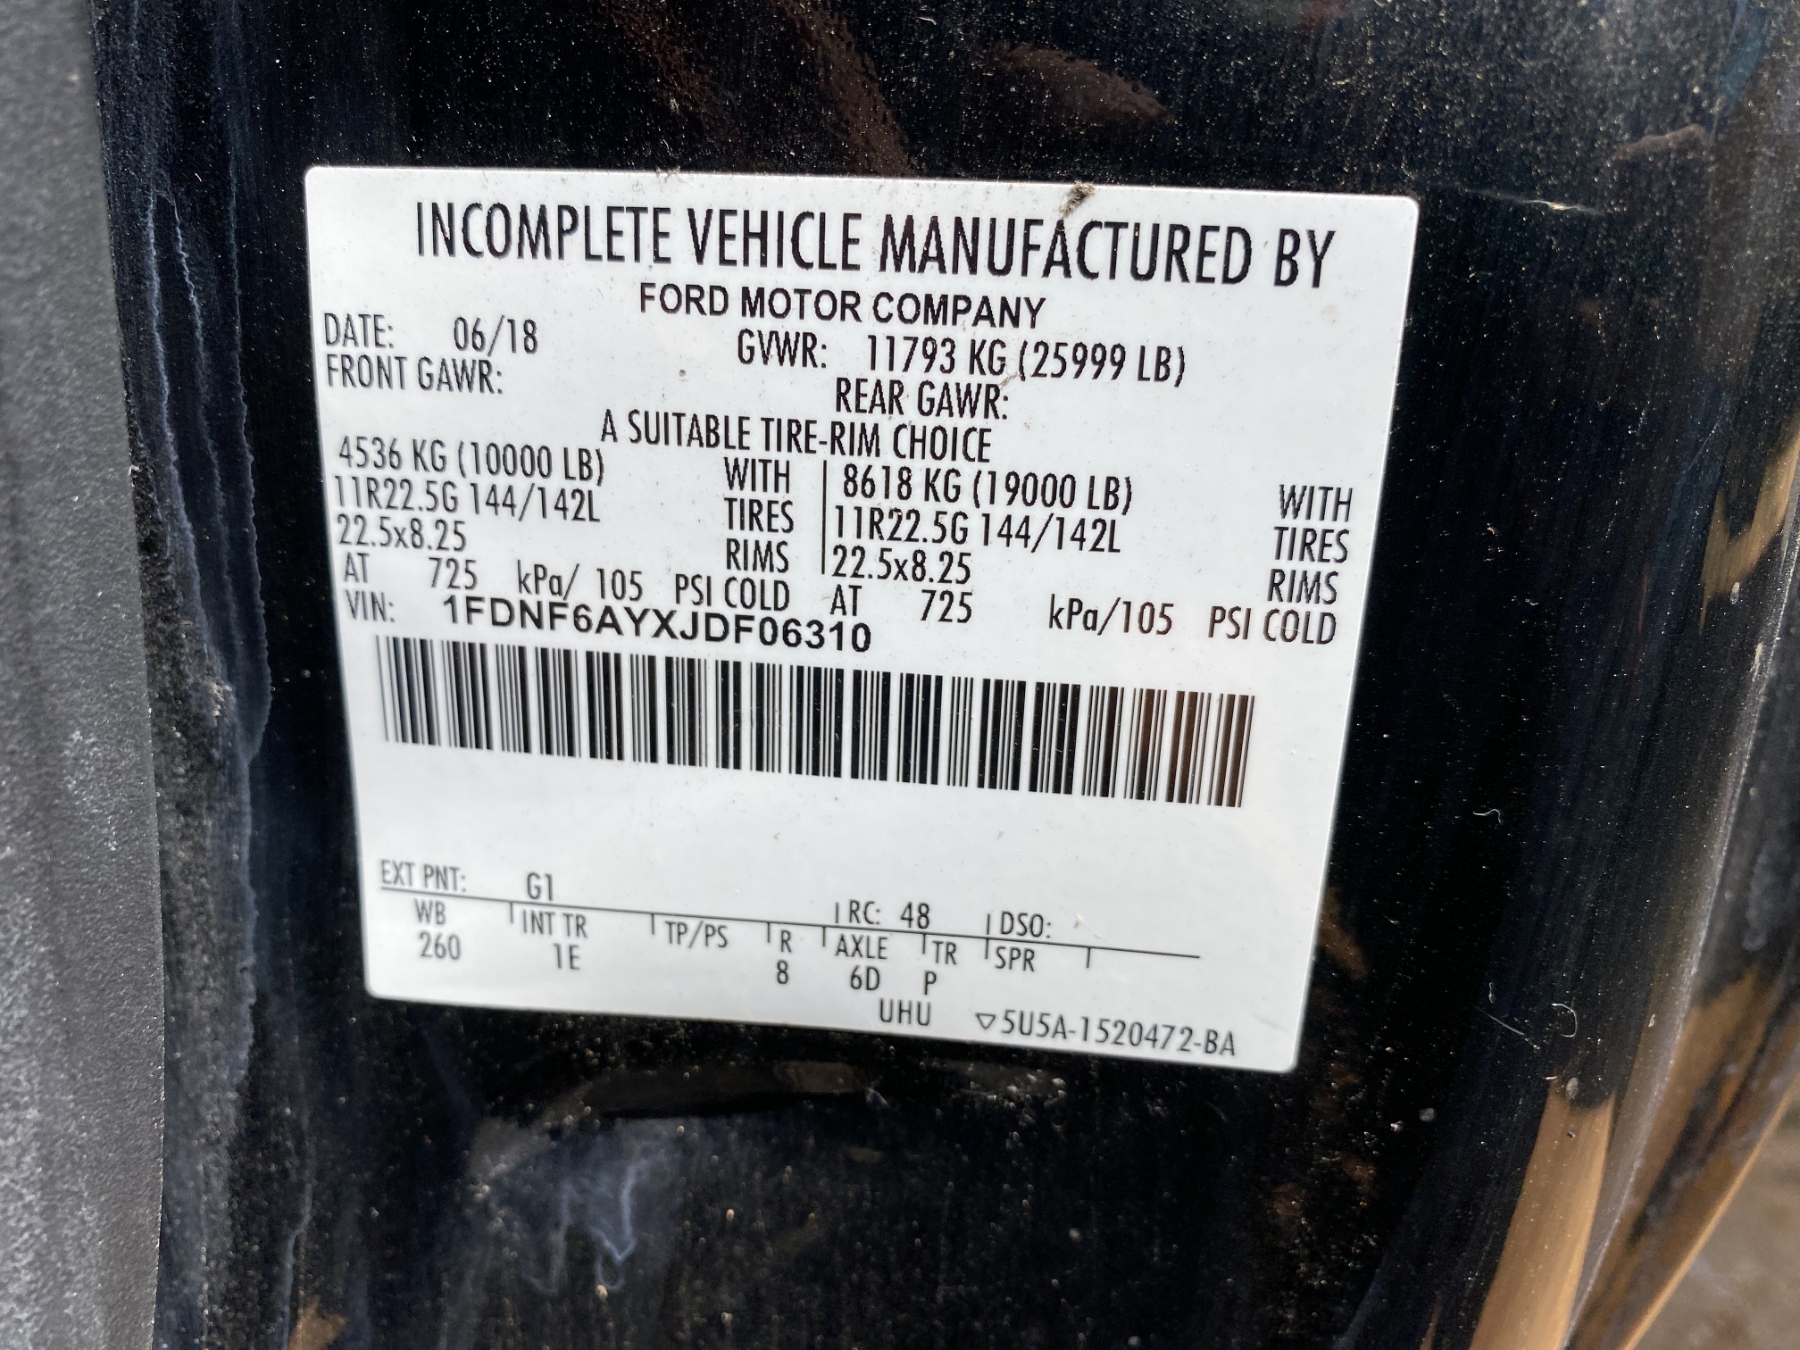 INCOMPLETE VEHICLE MANUFACTURED BY
FORD MOTOR COMPANY
DATE: 06/18 GVWR: 11793 KG (25999 LB)
FRONT GAWR: REAR GAWR:
A SUITABLE TIRE-RIM CHOICE
4536 KG (10000 LB) WITH 8618 KG (19000 LB) WITH
11R22.5G 144/142L TIRES 11R22.5G 144/142L TIRES
22.5x8.25 RIMS 22.5x8.25 RIMS
AT 725 kPa/ 105 PSI COLD AT 725 kPa/105 PSI COLD
VIN: 1FDNF6AYXJDF06310
EXT PNT: G1 RC: 48 DSO:
WB INT TR TP/PS R AXLE TR SPR
260 1E 8 6D P
UHU ▽5U5A-1520472-BA